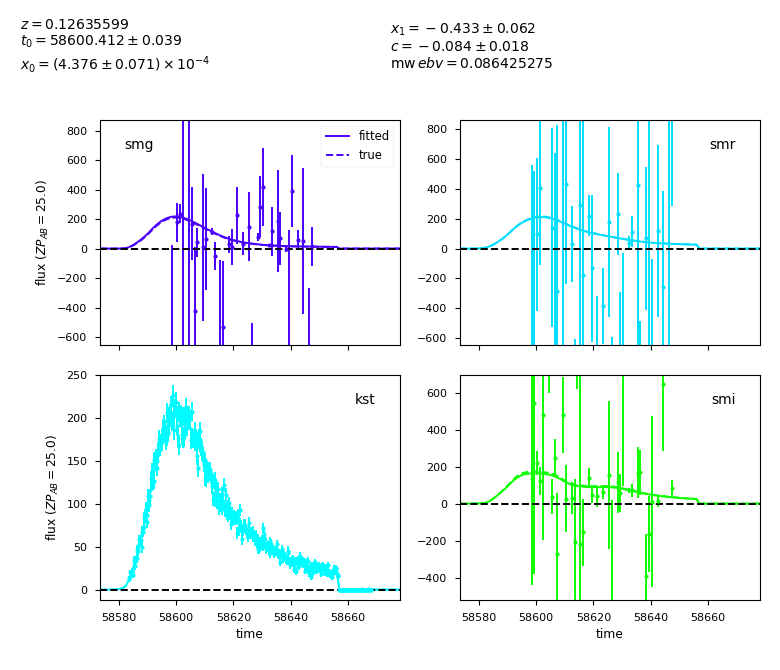 z = 0.12635599
t0 = 58600.412 ± 0.039
x0 = (4.376 ± 0.071) × 10^−4
x1 = −0.433 ± 0.062
c = −0.084 ± 0.018
mw ebv = 0.086425275
smg
fitted
true
800
600
400
200
0
−200
−400
−600
flux (ZP_AB = 25.0)
smr
800
600
400
200
0
−200
−400
−600
kst
250
200
150
100
50
0
flux (ZP_AB = 25.0)
58580 58600 58620 58640 58660
time
smi
600
400
200
0
−200
−400
58580 58600 58620 58640 58660
time